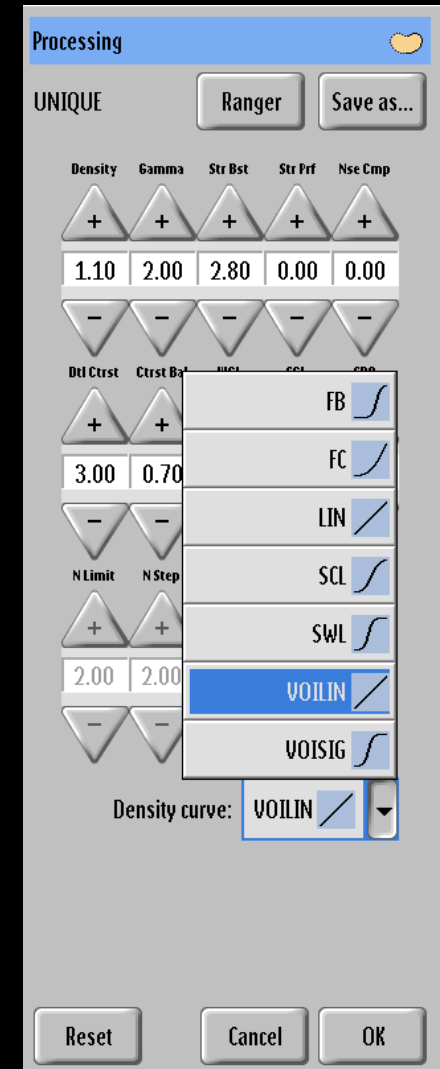 Processing
UNIQUE Ranger Save as...
Density Gamma Str Bst Str Prf Nse Cmp
+ + + + +
1.10 2.00 2.80 0.00 0.00
- - - - -
Dtl Ctrst Ctrst Bal
+ +
3.00 0.70
- -
N Limit N Step
+ +
2.00 2.00
- -
FB
FC
LIN
SCL
SWL
VOILIN
VOISIG
Density curve: VOILIN
Reset Cancel OK